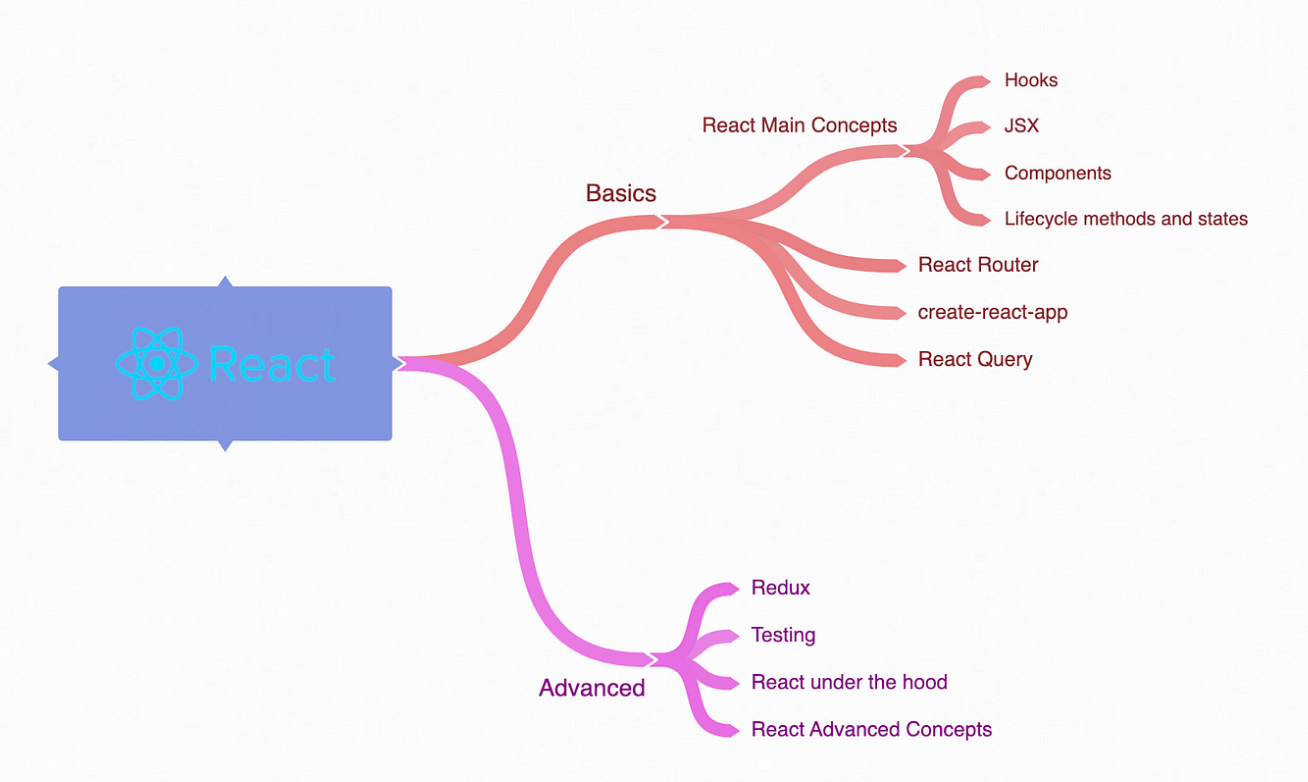 React
Basics
React Main Concepts
Hooks
JSX
Components
Lifecycle methods and states
React Router
create-react-app
React Query
Advanced
Redux
Testing
React under the hood
React Advanced Concepts